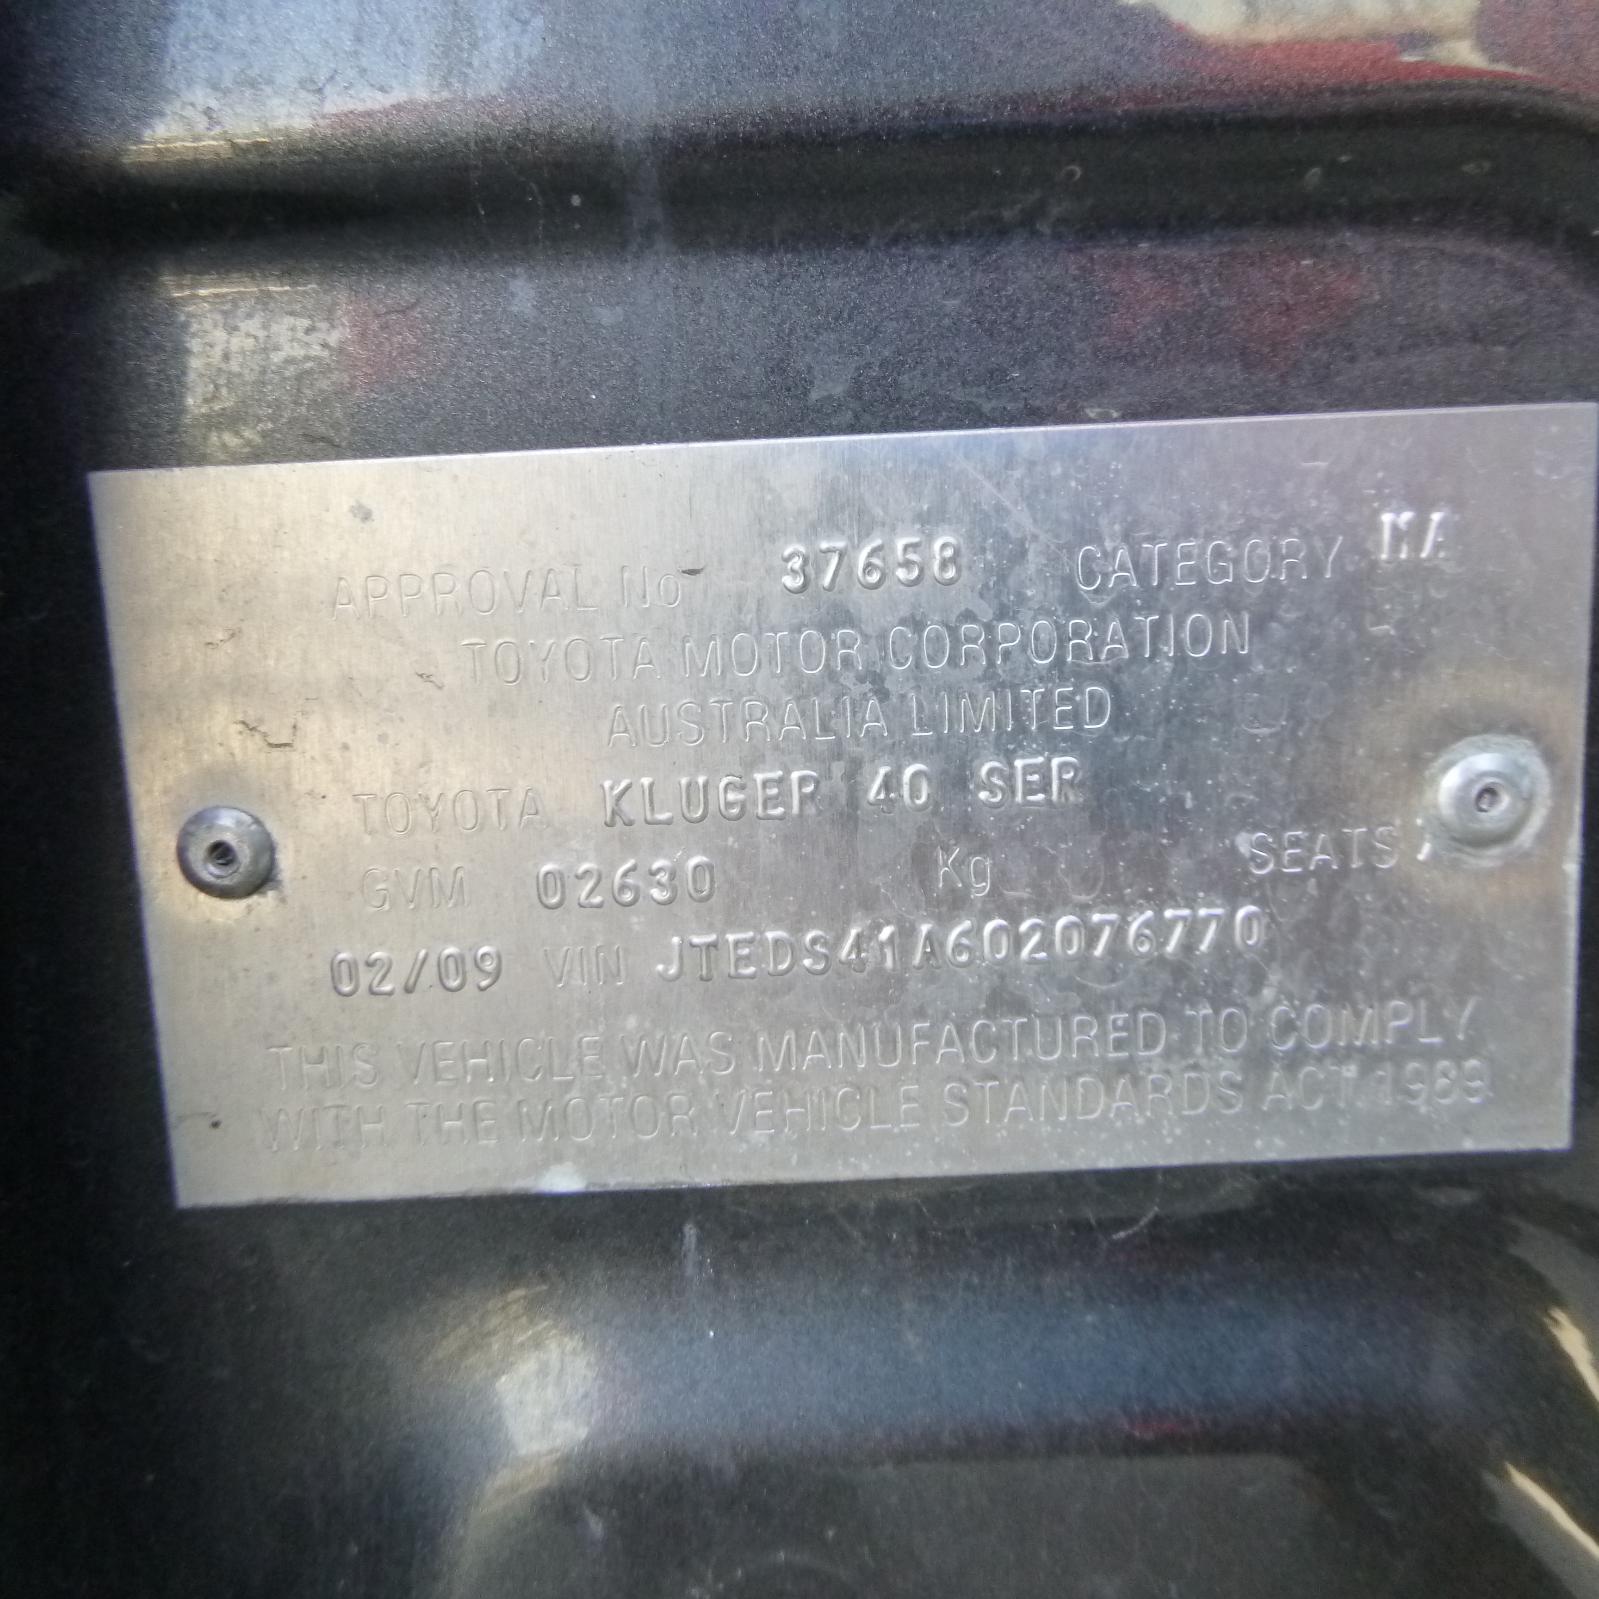 APPROVAL No 37658 CATEGORY MA
TOYOTA MOTOR CORPORATION
AUSTRALIA LIMITED
TOYOTA KLUGER 40 SER
GVM 02630 Kg SEATS
02/09 VIN JTEDS41A602076770
THIS VEHICLE WAS MANUFACTURED TO COMPLY
WITH THE MOTOR VEHICLE STANDARDS ACT 1989